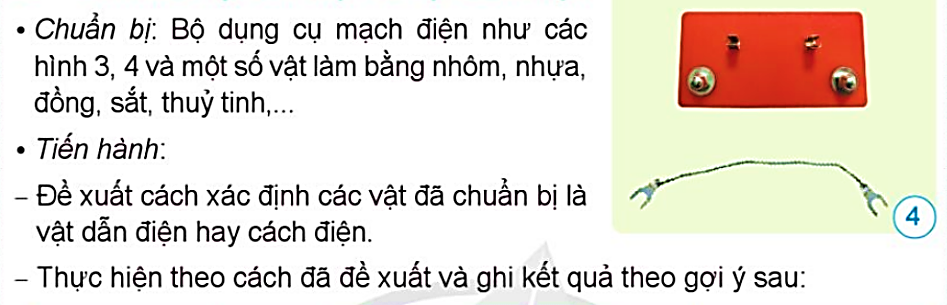 • Chuẩn bị: Bộ dụng cụ mạch điện như các
hình 3, 4 và một số vật làm bằng nhôm, nhựa,
đồng, sắt, thuỷ tinh,...
• Tiến hành:
– Đề xuất cách xác định các vật đã chuẩn bị là
vật dẫn điện hay cách điện.
4
– Thực hiện theo cách đã đề xuất và ghi kết quả theo gợi ý sau: